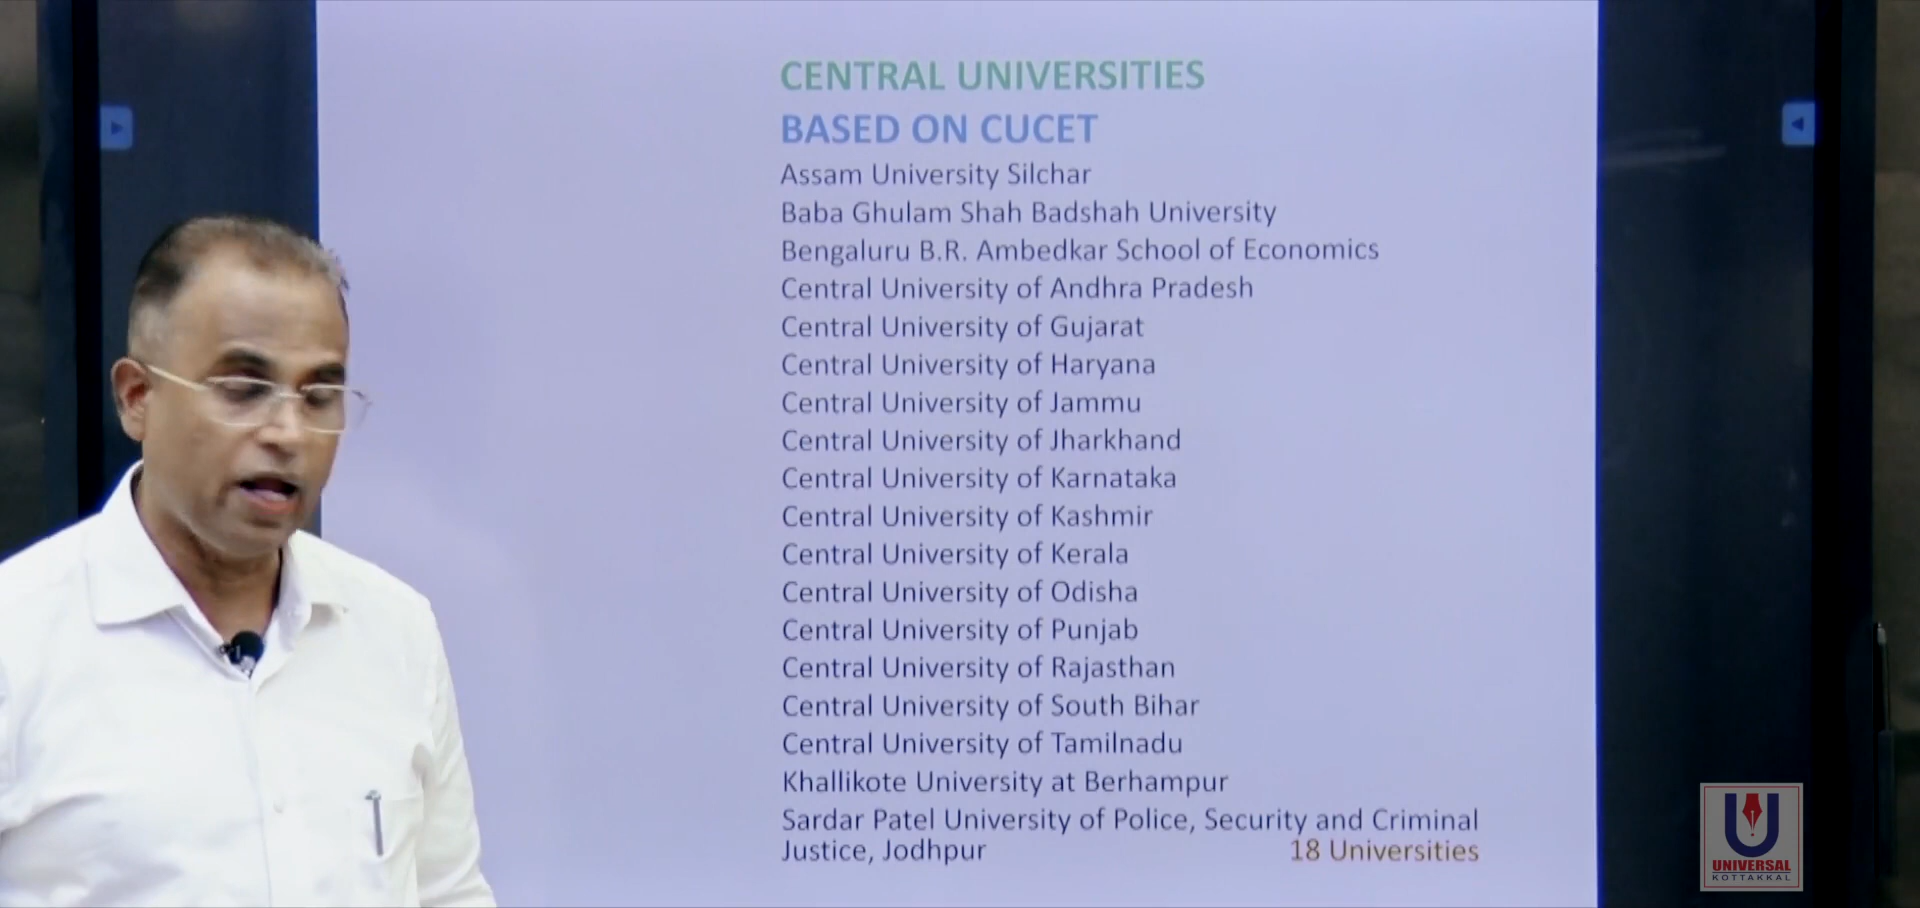 CENTRAL UNIVERSITIES
BASED ON CUCET
Assam University Silchar
Baba Ghulam Shah Badshah University
Bengaluru B.R. Ambedkar School of Economics
Central University of Andhra Pradesh
Central University of Gujarat
Central University of Haryana
Central University of Jammu
Central University of Jharkhand
Central University of Karnataka
Central University of Kashmir
Central University of Kerala
Central University of Odisha
Central University of Punjab
Central University of Rajasthan
Central University of South Bihar
Central University of Tamilnadu
Khallikote University at Berhampur
Sardar Patel University of Police, Security and Criminal
Justice, Jodhpur 18 Universities
U
UNIVERSAL
KOTTAKKAL